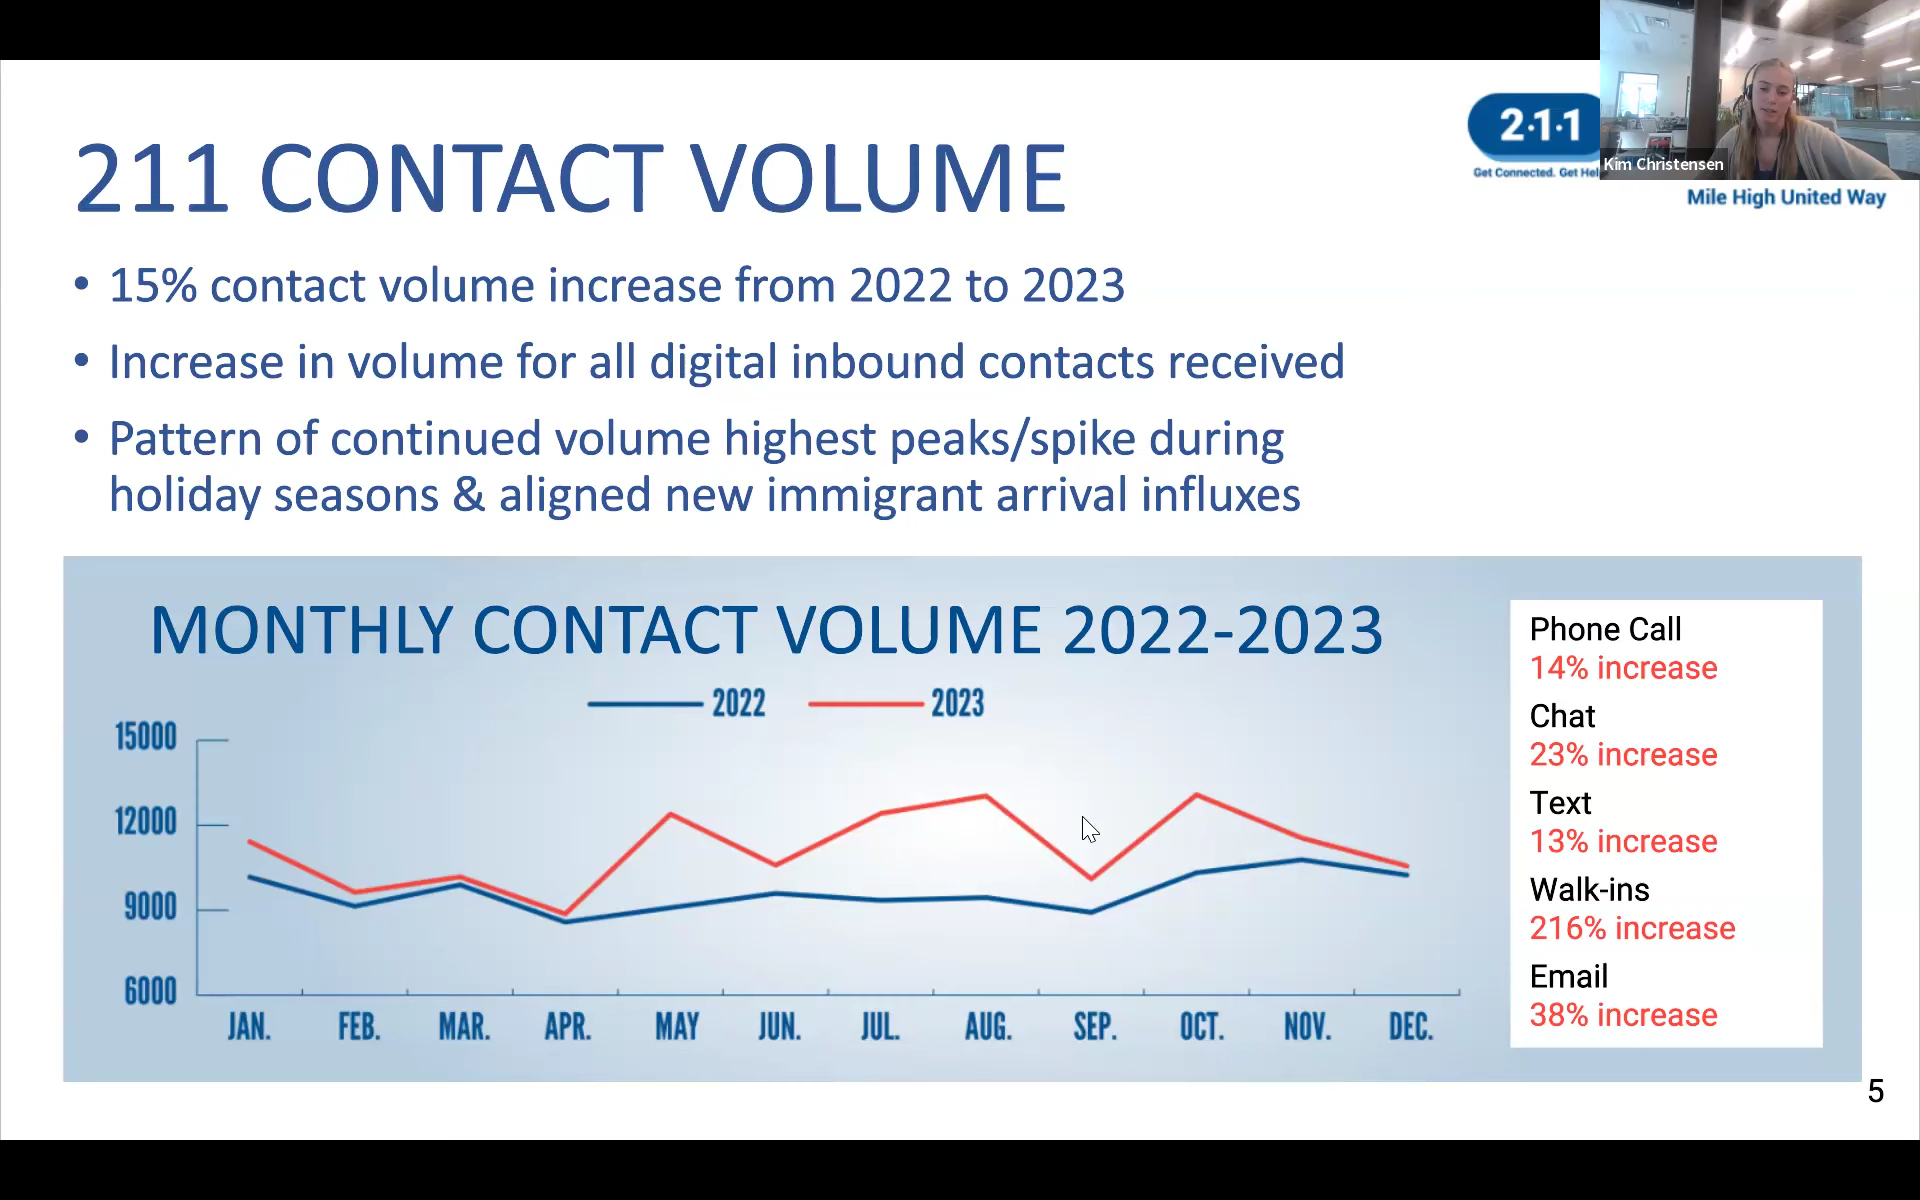 211 CONTACT VOLUME
2·1·1
Get Connected. Get Hel
Kim Christensen
Mile High United Way
• 15% contact volume increase from 2022 to 2023
• Increase in volume for all digital inbound contacts received
• Pattern of continued volume highest peaks/spike during
holiday seasons & aligned new immigrant arrival influxes
MONTHLY CONTACT VOLUME 2022-2023
2022 2023
15000
12000
9000
6000
JAN. FEB. MAR. APR. MAY JUN. JUL. AUG. SEP. OCT. NOV. DEC.
Phone Call
14% increase
Chat
23% increase
Text
13% increase
Walk-ins
216% increase
Email
38% increase
5